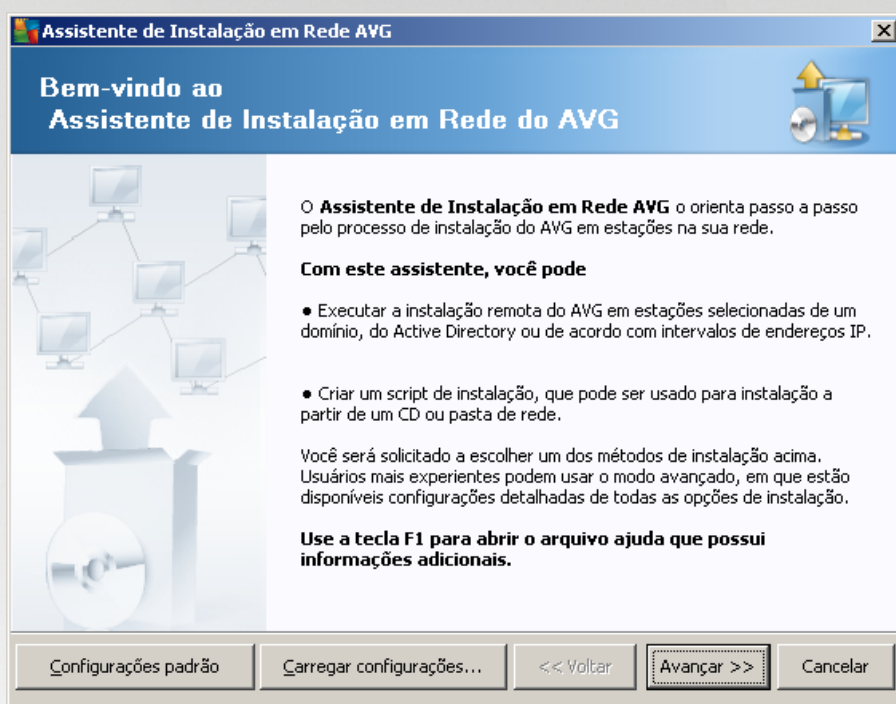 Assistente de Instalação em Rede AVG
Bem-vindo ao
Assistente de Instalação em Rede do AVG
O Assistente de Instalação em Rede AVG o orienta passo a passo
pelo processo de instalação do AVG em estações na sua rede.
Com este assistente, você pode
● Executar a instalação remota do AVG em estações selecionadas de um
domínio, do Active Directory ou de acordo com intervalos de endereços IP.
● Criar um script de instalação, que pode ser usado para instalação a
partir de um CD ou pasta de rede.
Você será solicitado a escolher um dos métodos de instalação acima.
Usuários mais experientes podem usar o modo avançado, em que estão
disponíveis configurações detalhadas de todas as opções de instalação.
Use a tecla F1 para abrir o arquivo ajuda que possui
informações adicionais.
Configurações padrão
Carregar configurações...
<< Voltar
Avançar >>
Cancelar